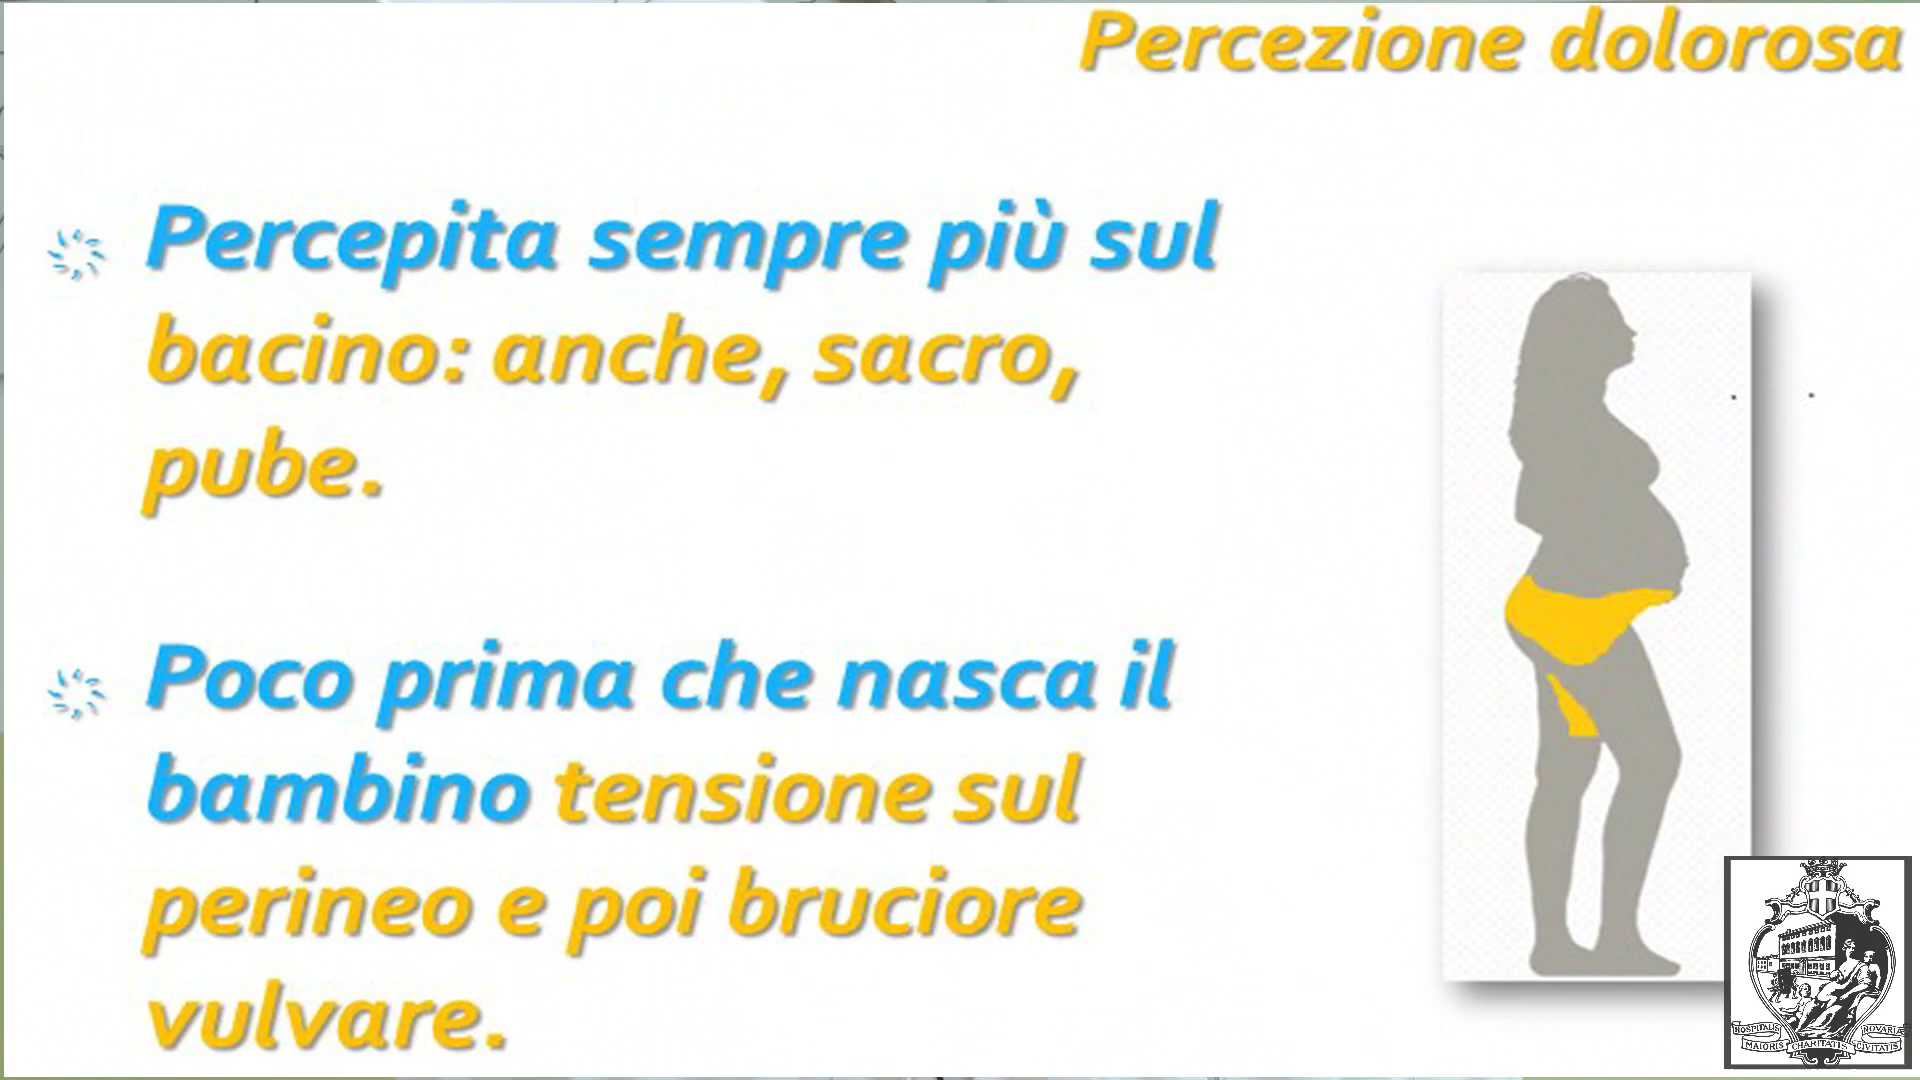 Percezione dolorosa
Percepita sempre più sul
bacino: anche, sacro,
pube.
Poco prima che nasca il
bambino tensione sul
perineo e poi bruciore
vulvare.
HOSPITALIS NOVARIÆ
MAIORIS CHARITATIS CIVITATIS